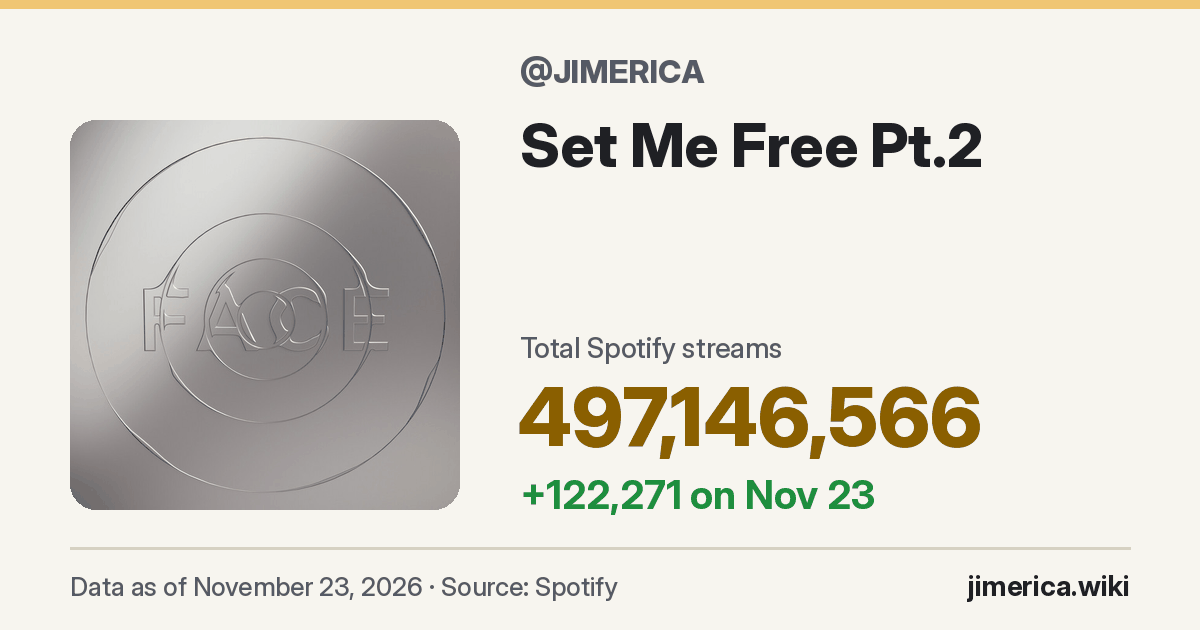 @JIMERICA
Set Me Free Pt.2
FACE
Total Spotify streams
497,146,566
+122,271 on Nov 23
Data as of November 23, 2026 · Source: Spotify
jimerica.wiki